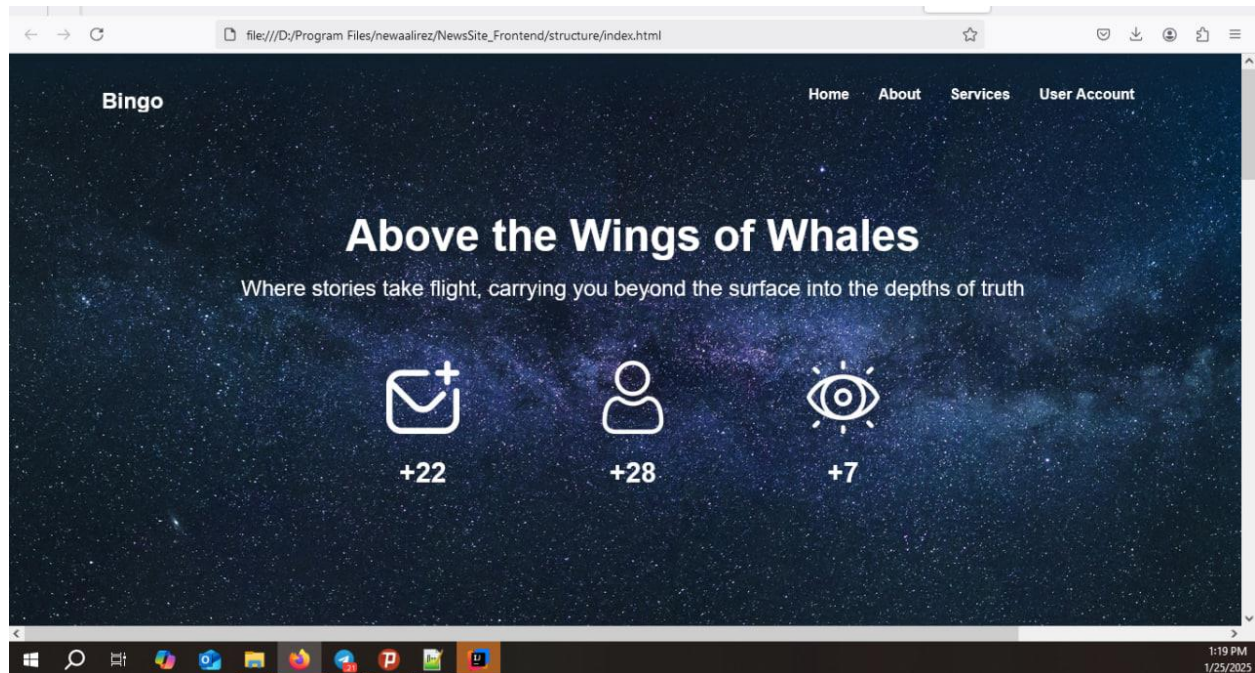 file:///D:/Program Files/newaalirez/NewsSite_Frontend/structure/index.html
Bingo
Home About Services User Account
Above the Wings of Whales
Where stories take flight, carrying you beyond the surface into the depths of truth
+22 +28 +7
21
IJ
1:19 PM
1/25/2025